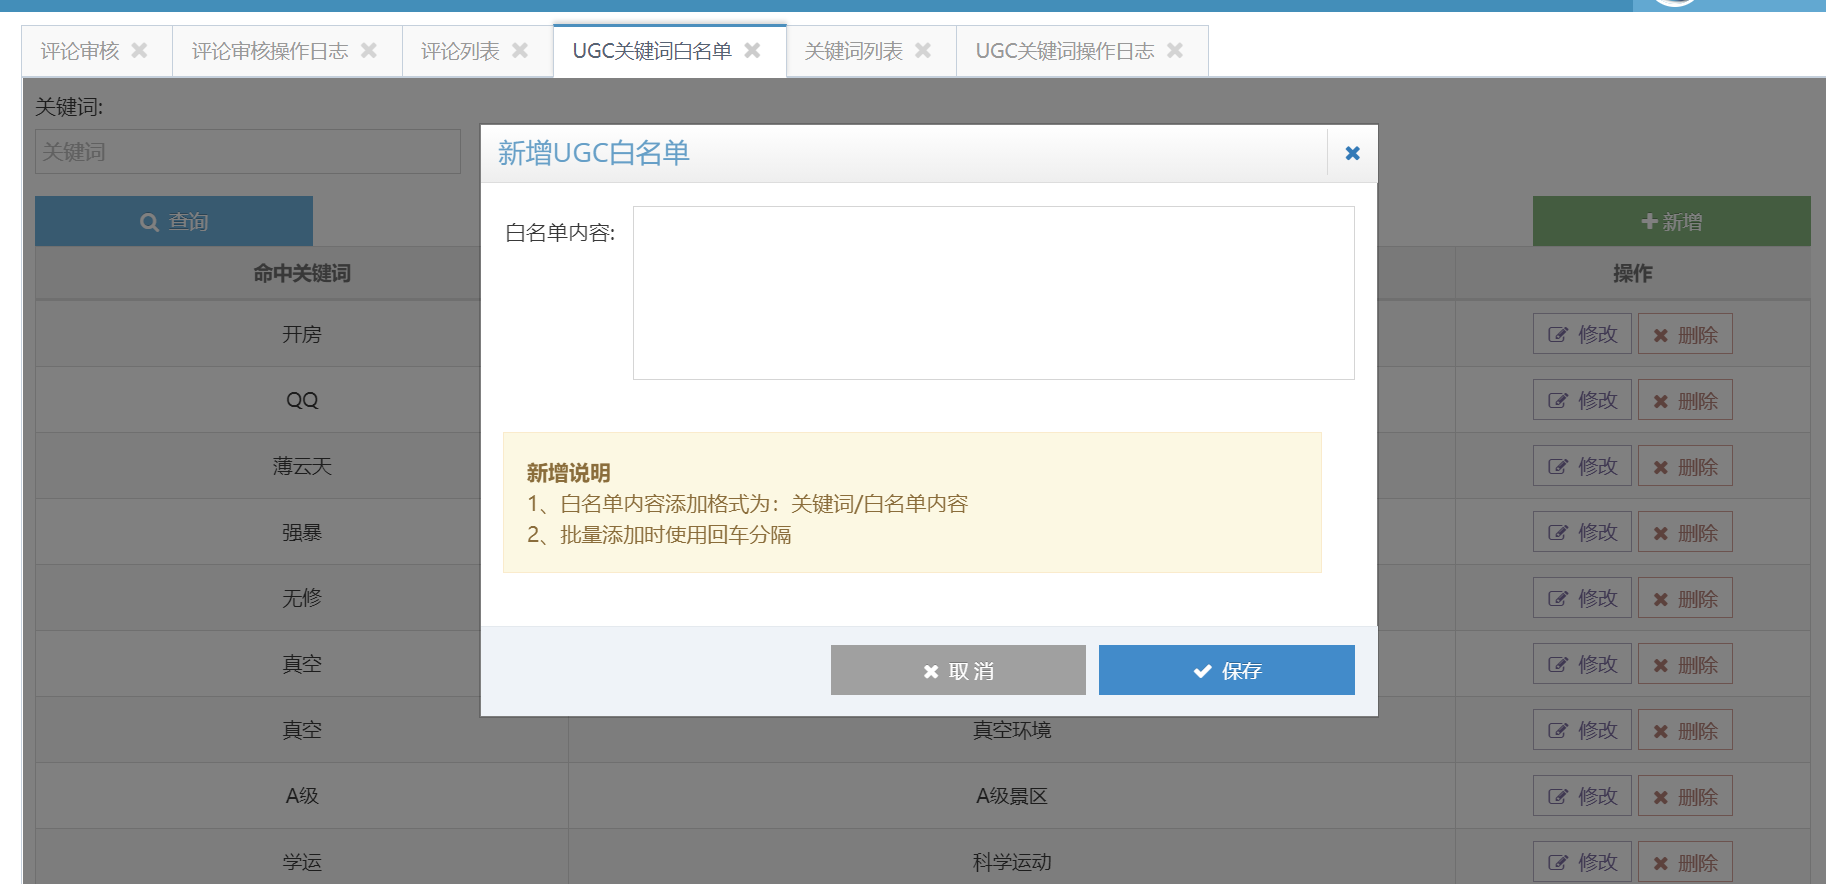 评论审核
评论审核操作日志
评论列表
UGC关键词白名单
关键词列表
UGC关键词操作日志
关键词:
关键词
查询
新增
命中关键词
操作
开房
修改 删除
QQ
修改 删除
薄云天
修改 删除
强暴
修改 删除
无修
修改 删除
真空
修改 删除
真空
真空环境
修改 删除
A级
A级景区
修改 删除
学运
科学运动
修改 删除
新增UGC白名单
白名单内容:
新增说明
1、白名单内容添加格式为：关键词/白名单内容
2、批量添加时使用回车分隔
取消
保存